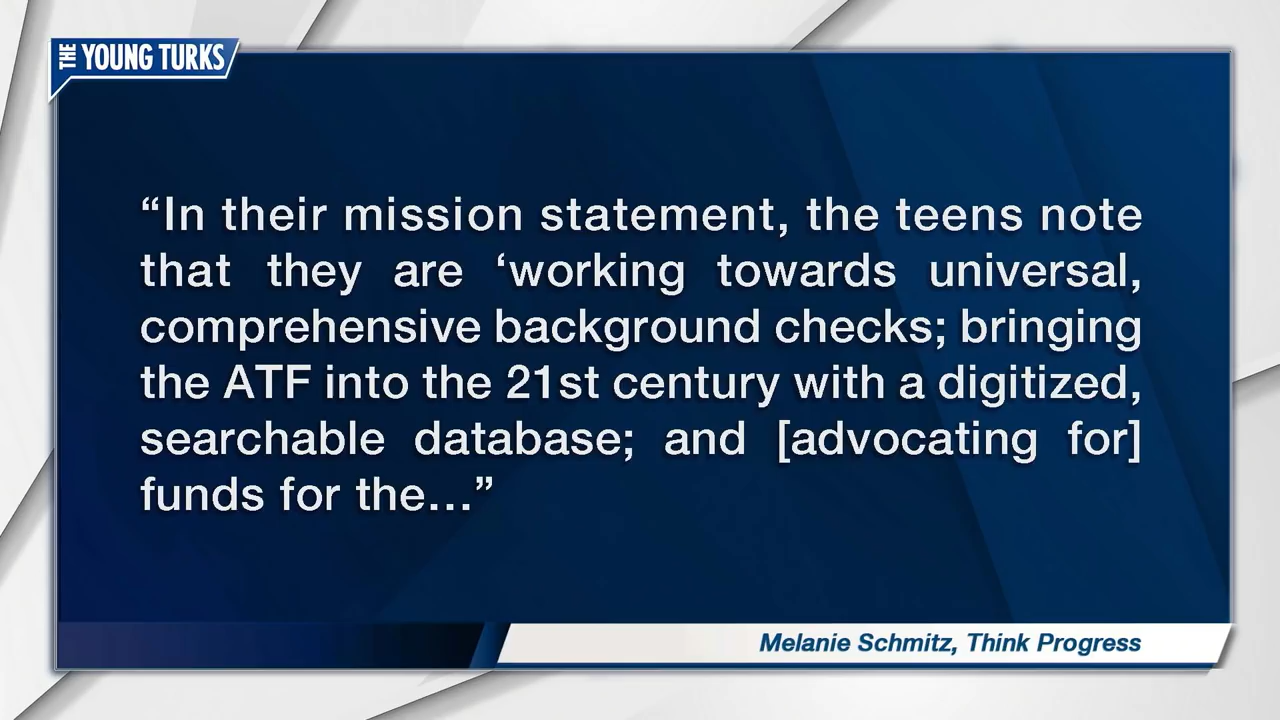 THE YOUNG TURKS
“In their mission statement, the teens note
that they are ‘working towards universal,
comprehensive background checks; bringing
the ATF into the 21st century with a digitized,
searchable database; and [advocating for]
funds for the...”
Melanie Schmitz, Think Progress